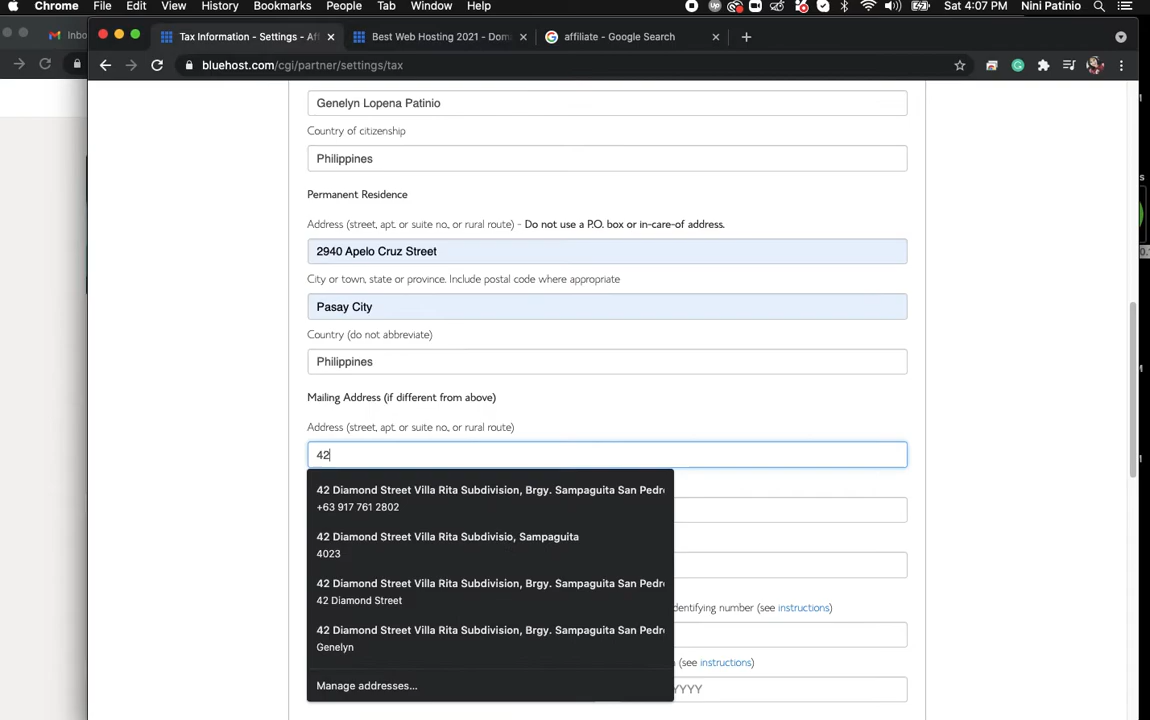 Chrome File Edit View History Bookmarks People Tab Window Help Sat 4:07 PM Nini Patinio
Inbo
Tax Information - Settings - Aff
Best Web Hosting 2021 - Dom
affiliate - Google Search
bluehost.com/cgi/partner/settings/tax
Genelyn Lopena Patinio
Country of citizenship
Philippines
Permanent Residence
Address (street, apt. or suite no., or rural route) - Do not use a P.O. box or in-care-of address.
2940 Apelo Cruz Street
City or town, state or province. Include postal code where appropriate
Pasay City
Country (do not abbreviate)
Philippines
Mailing Address (if different from above)
Address (street, apt. or suite no., or rural route)
42
42 Diamond Street Villa Rita Subdivision, Brgy. Sampaguita San Pedr
+63 917 761 2802
42 Diamond Street Villa Rita Subdivisio, Sampaguita
4023
42 Diamond Street Villa Rita Subdivision, Brgy. Sampaguita San Pedr
42 Diamond Street
dentifying number (see instructions)
42 Diamond Street Villa Rita Subdivision, Brgy. Sampaguita San Pedr
Genelyn
(see instructions)
Manage addresses...
YYYY